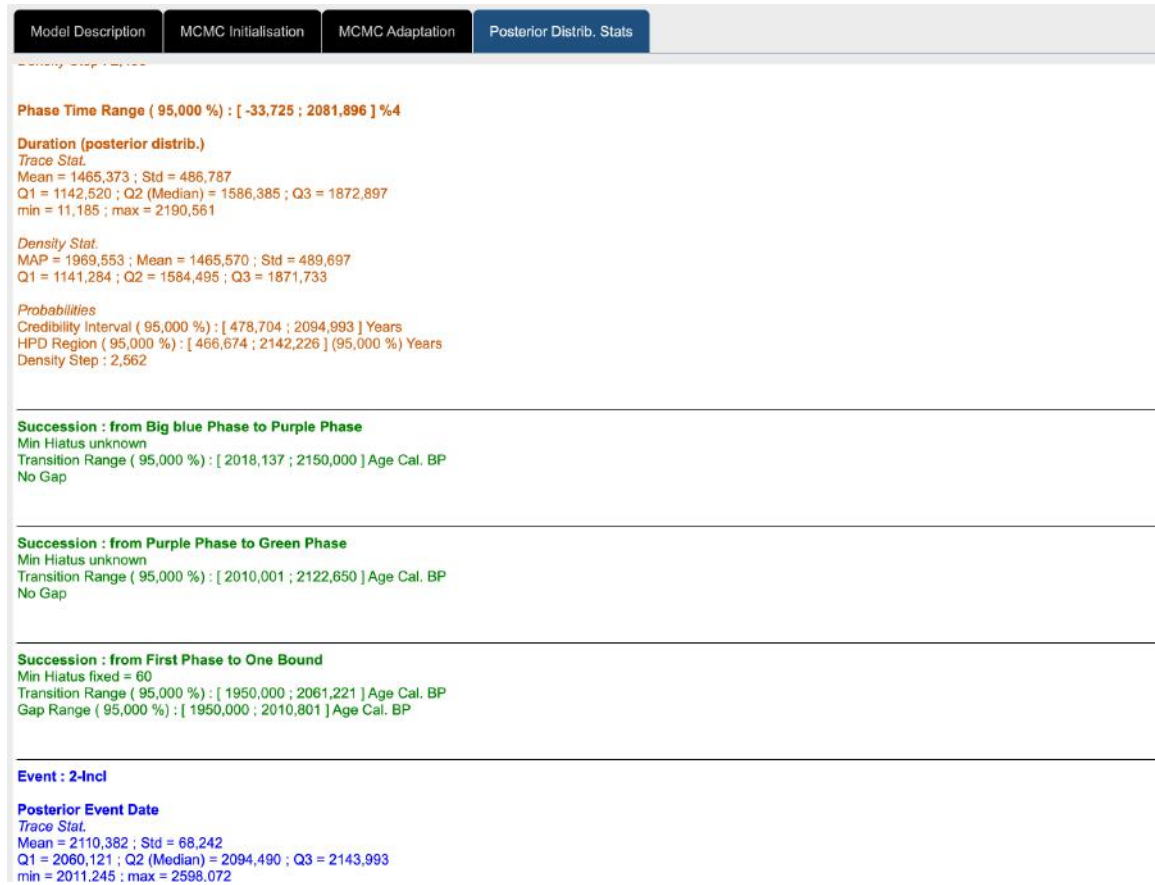 Model Description
MCMC Initialisation
MCMC Adaptation
Posterior Distrib. Stats
Phase Time Range ( 95,000 %) : [ -33,725 ; 2081,896 ] %4
Duration (posterior distrib.)
Trace Stat.
Mean = 1465,373 ; Std = 486,787
Q1 = 1142,520 ; Q2 (Median) = 1586,385 ; Q3 = 1872,897
min = 11,185 ; max = 2190,561
Density Stat.
MAP = 1969,553 ; Mean = 1465,570 ; Std = 489,697
Q1 = 1141,284 ; Q2 = 1584,495 ; Q3 = 1871,733
Probabilities
Credibility Interval ( 95,000 %) : [ 478,704 ; 2094,993 ] Years
HPD Region ( 95,000 %) : [ 466,674 ; 2142,226 ] (95,000 %) Years
Density Step : 2,562
Succession : from Big blue Phase to Purple Phase
Min Hiatus unknown
Transition Range ( 95,000 %) : [ 2018,137 ; 2150,000 ] Age Cal. BP
No Gap
Succession : from Purple Phase to Green Phase
Min Hiatus unknown
Transition Range ( 95,000 %) : [ 2010,001 ; 2122,650 ] Age Cal. BP
No Gap
Succession : from First Phase to One Bound
Min Hiatus fixed = 60
Transition Range ( 95,000 %) : [ 1950,000 ; 2061,221 ] Age Cal. BP
Gap Range ( 95,000 %) : [ 1950,000 ; 2010,801 ] Age Cal. BP
Event : 2-Incl
Posterior Event Date
Trace Stat.
Mean = 2110,382 ; Std = 68,242
Q1 = 2060,121 ; Q2 (Median) = 2094,490 ; Q3 = 2143,993
min = 2011,245 ; max = 2598,072